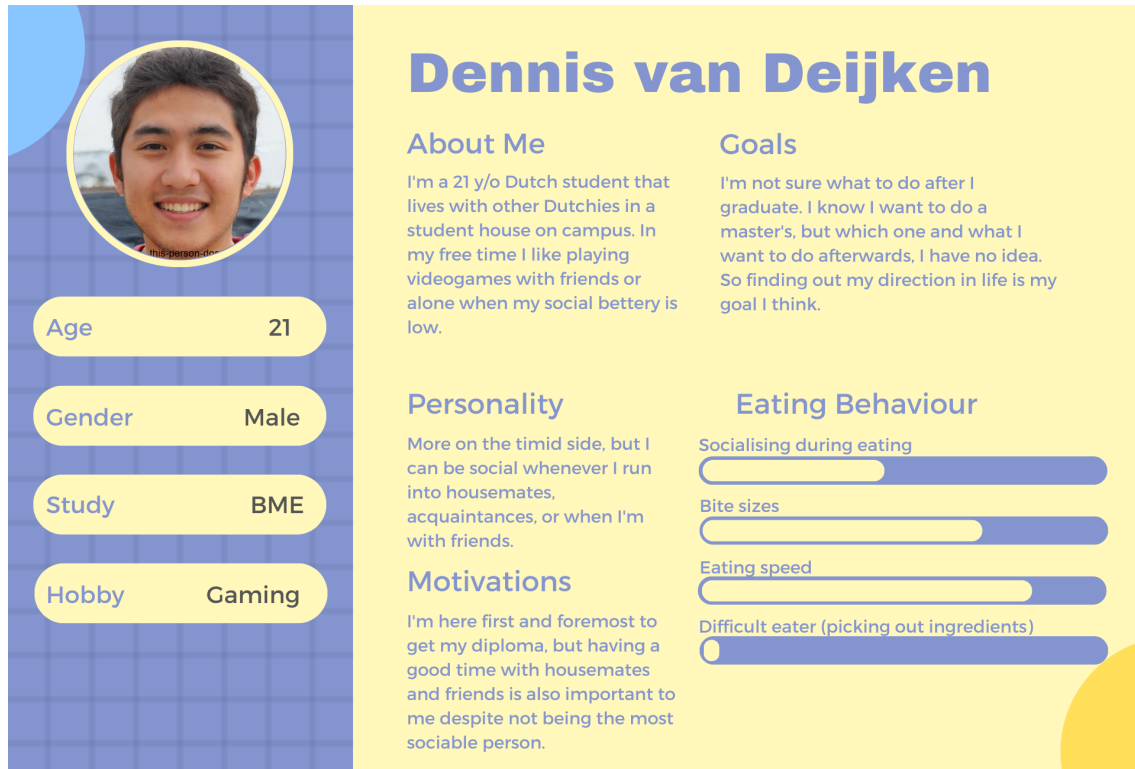 this-person-doe
Age 21
Gender Male
Study BME
Hobby Gaming
Dennis van Deijken
About Me
I'm a 21 y/o Dutch student that
lives with other Dutchies in a
student house on campus. In
my free time I like playing
videogames with friends or
alone when my social bettery is
low.
Goals
I'm not sure what to do after I
graduate. I know I want to do a
master's, but which one and what I
want to do afterwards, I have no idea.
So finding out my direction in life is my
goal I think.
Personality
More on the timid side, but I
can be social whenever I run
into housemates,
acquaintances, or when I'm
with friends.
Motivations
I'm here first and foremost to
get my diploma, but having a
good time with housemates
and friends is also important to
me despite not being the most
sociable person.
Eating Behaviour
Socialising during eating
Bite sizes
Eating speed
Difficult eater (picking out ingredients)